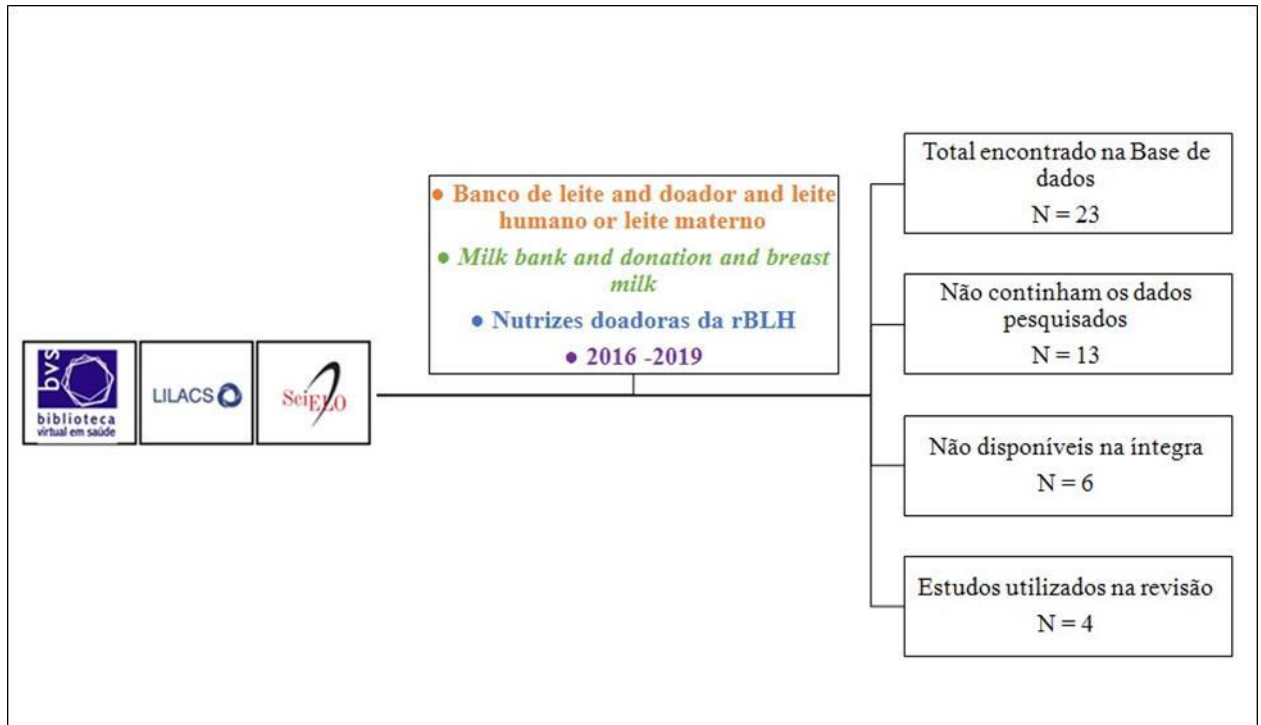 ● Banco de leite and doador and leite
humano or leite materno
● Milk bank and donation and breast
milk
● Nutrizes doadoras da rBLH
● 2016 -2019
bvs
biblioteca
virtual em saúde
LILACS
SciELO
Total encontrado na Base de
dados
N = 23
Não continham os dados
pesquisados
N = 13
Não disponíveis na íntegra
N = 6
Estudos utilizados na revisão
N = 4